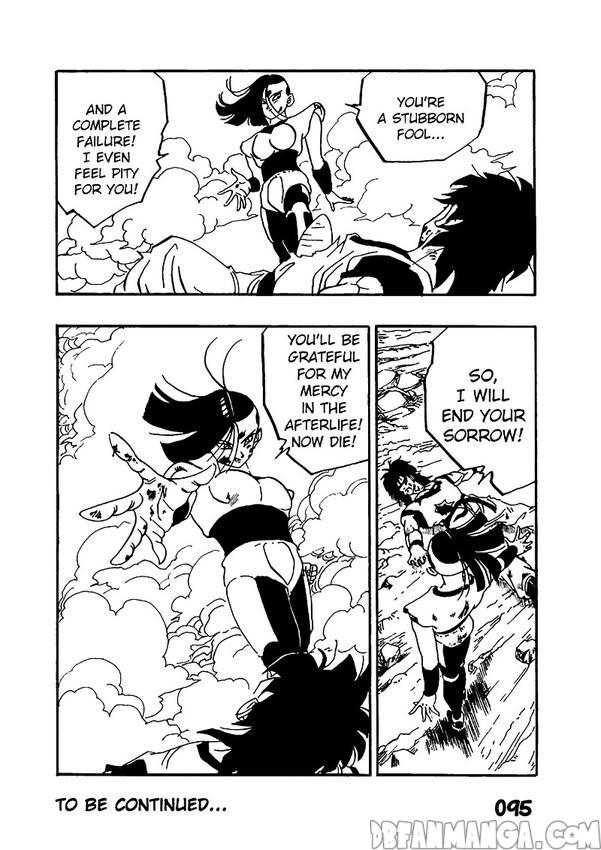 YOU'RE
A STUBBORN
FOOL...
AND A
COMPLETE
FAILURE!
I EVEN
FEEL PITY
FOR YOU!
SO,
I WILL
END YOUR
SORROW!
YOU'LL BE
GRATEFUL
FOR MY
MERCY
IN THE
AFTERLIFE!
NOW DIE!
TO BE CONTINUED...
095
DBFANMANGA.COM